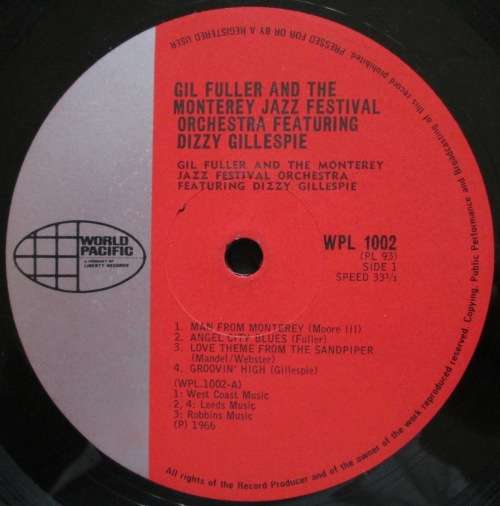 PRESSED FOR OR BY A REGISTERED USER
GIL FULLER AND THE
MONTEREY JAZZ FESTIVAL
ORCHESTRA FEATURING
DIZZY GILLESPIE
GIL FULLER AND THE MONTEREY
JAZZ FESTIVAL ORCHESTRA
FEATURING DIZZY GILLESPIE
WORLD
PACIFIC
A PRODUCT OF
LIBERTY RECORDS
WPL 1002
(PL 93)
SIDE 1
SPEED 33⅓
1. MAN FROM MONTEREY (Moore III)
2. ANGEL CITY BLUES (Fuller)
3. LOVE THEME FROM THE SANDPIPER
(Mandel/Webster)
4. GROOVIN' HIGH (Gillespie)
(WPL.1002-A)
1: West Coast Music
2, 4: Leeds Music
3: Robbins Music
(P) 1966
All rights of the Record Producer and of the owner of the work reproduced reserved. Copying, Public Performance and Broadcasting of this record prohibited.